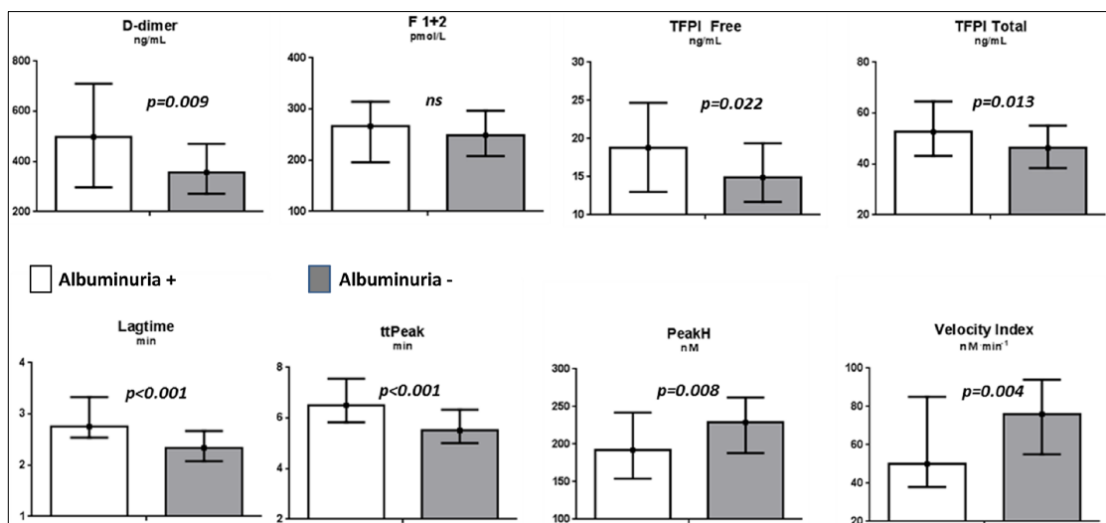 D-dimer
ng/mL
800
600
400
200
p=0.009
F 1+2
pmol/L
400
300
200
100
ns
TFPI Free
ng/mL
30
25
20
15
10
p=0.022
TFPI Total
ng/mL
80
60
40
20
p=0.013
Albuminuria +
Albuminuria -
Lagtime
min
4
3
2
1
p<0.001
ttPeak
min
8
6
4
2
p<0.001
PeakH
nM
300
250
200
150
100
p=0.008
Velocity Index
nM min⁻¹
100
80
60
40
20
p=0.004